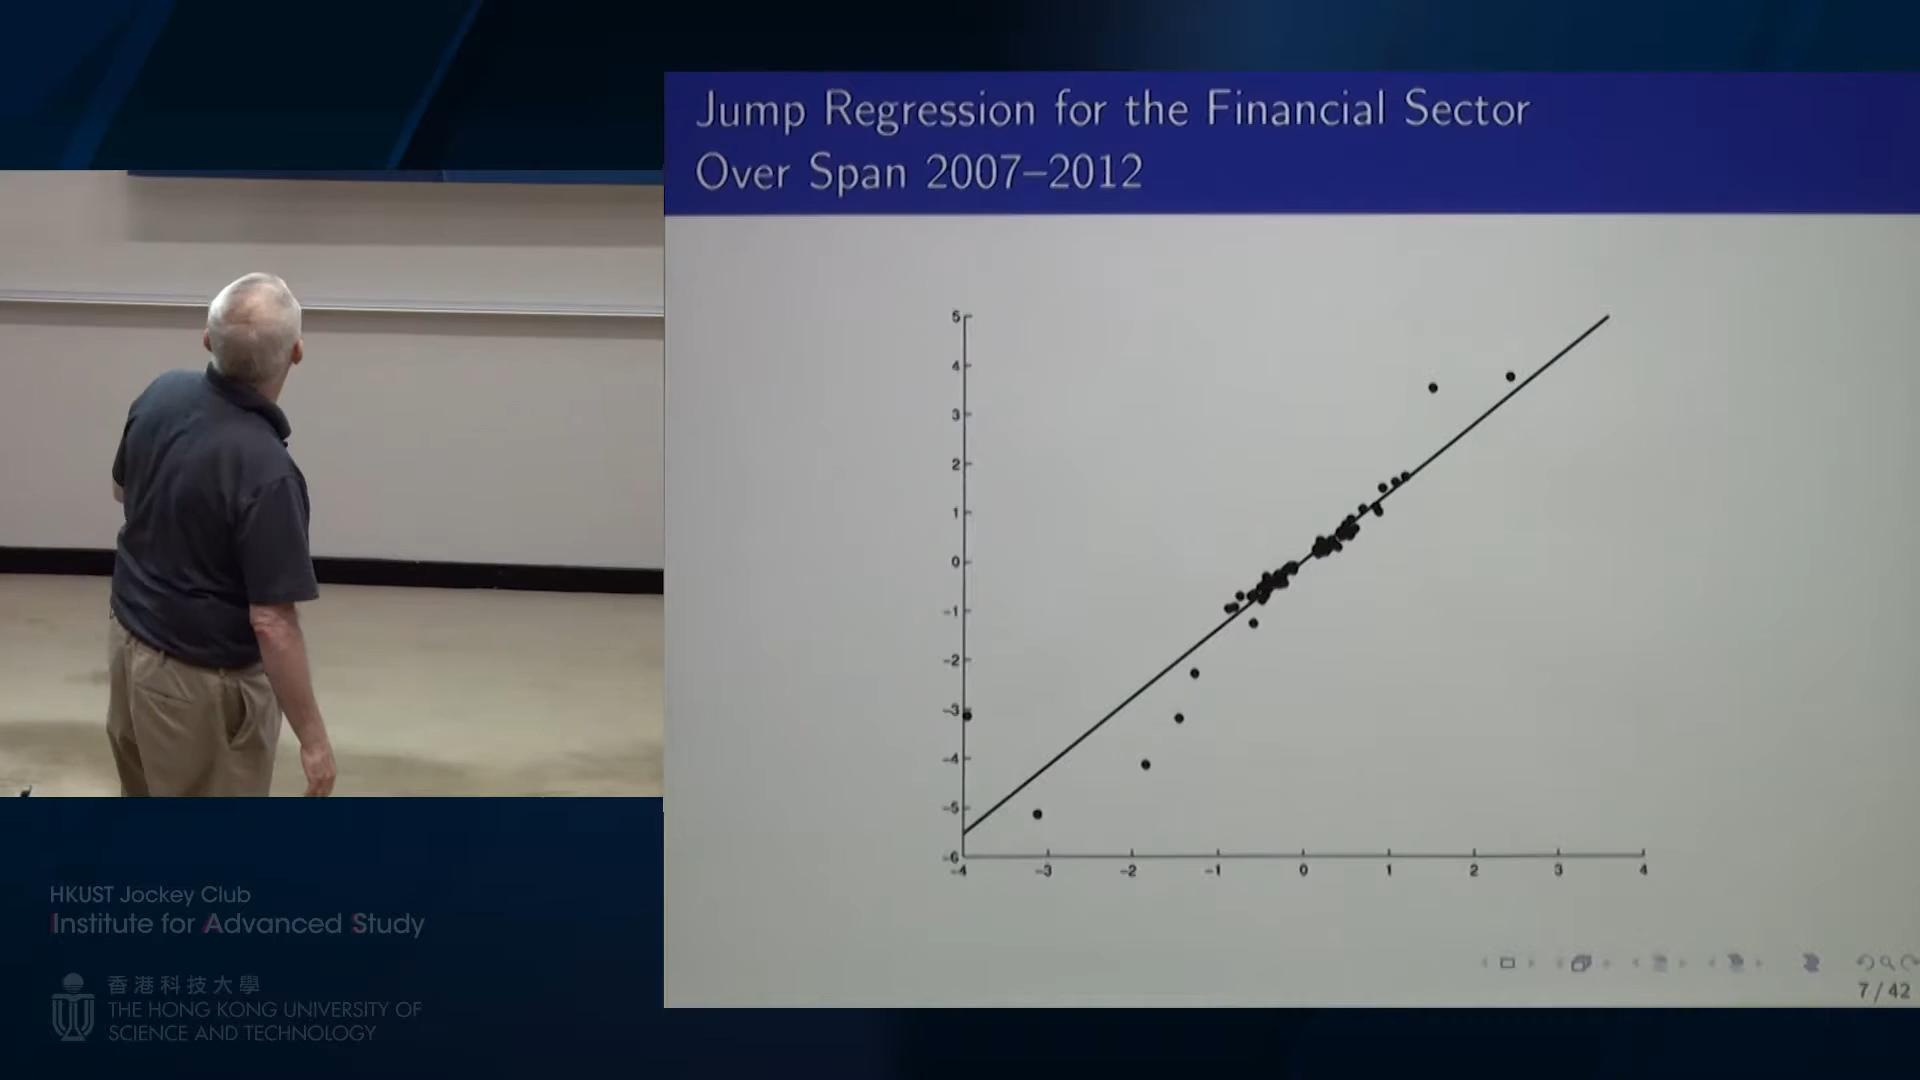 Jump Regression for the Financial Sector
Over Span 2007–2012
5
4
3
2
1
0
-1
-2
-3
-4
-5
-6
-4 -3 -2 -1 0 1 2 3 4
7 / 42
HKUST Jockey Club
Institute for Advanced Study
香港科技大學
THE HONG KONG UNIVERSITY OF
SCIENCE AND TECHNOLOGY